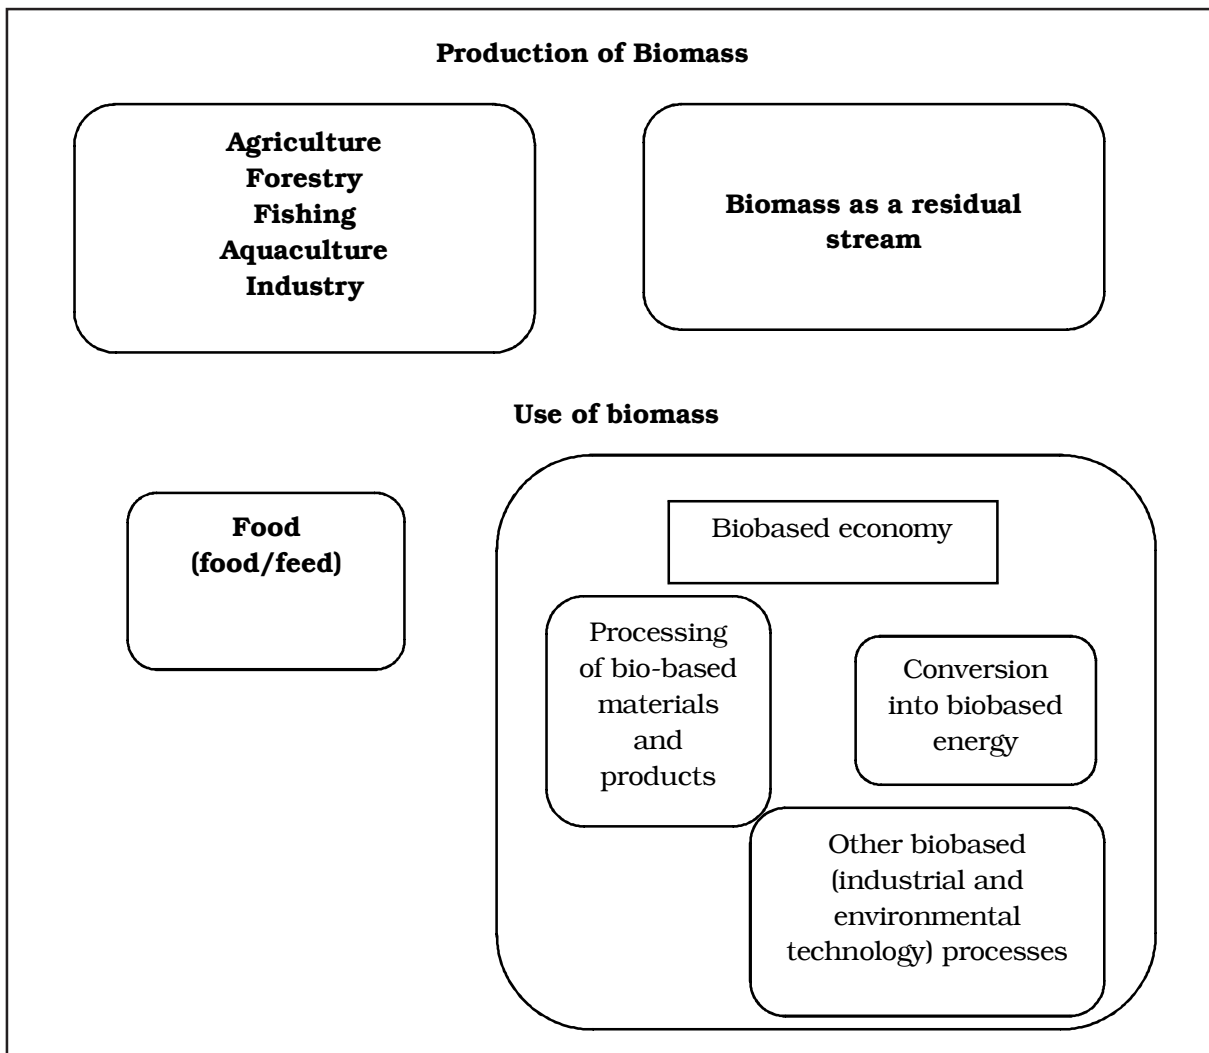 Production of Biomass
Agriculture
Forestry
Fishing
Aquaculture
Industry
Biomass as a residual
stream
Use of biomass
Food
(food/feed)
Biobased economy
Processing
of bio-based
materials
and
products
Conversion
into biobased
energy
Other biobased
(industrial and
environmental
technology) processes